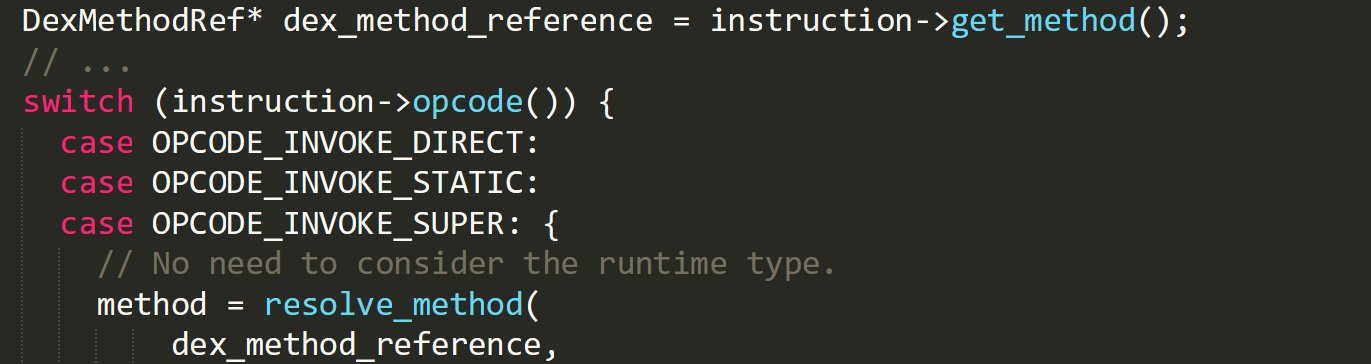 DexMethodRef* dex_method_reference = instruction->get_method();
// ...
switch (instruction->opcode()) {
case OPCODE_INVOKE_DIRECT:
case OPCODE_INVOKE_STATIC:
case OPCODE_INVOKE_SUPER: {
// No need to consider the runtime type.
method = resolve_method(
dex_method_reference,